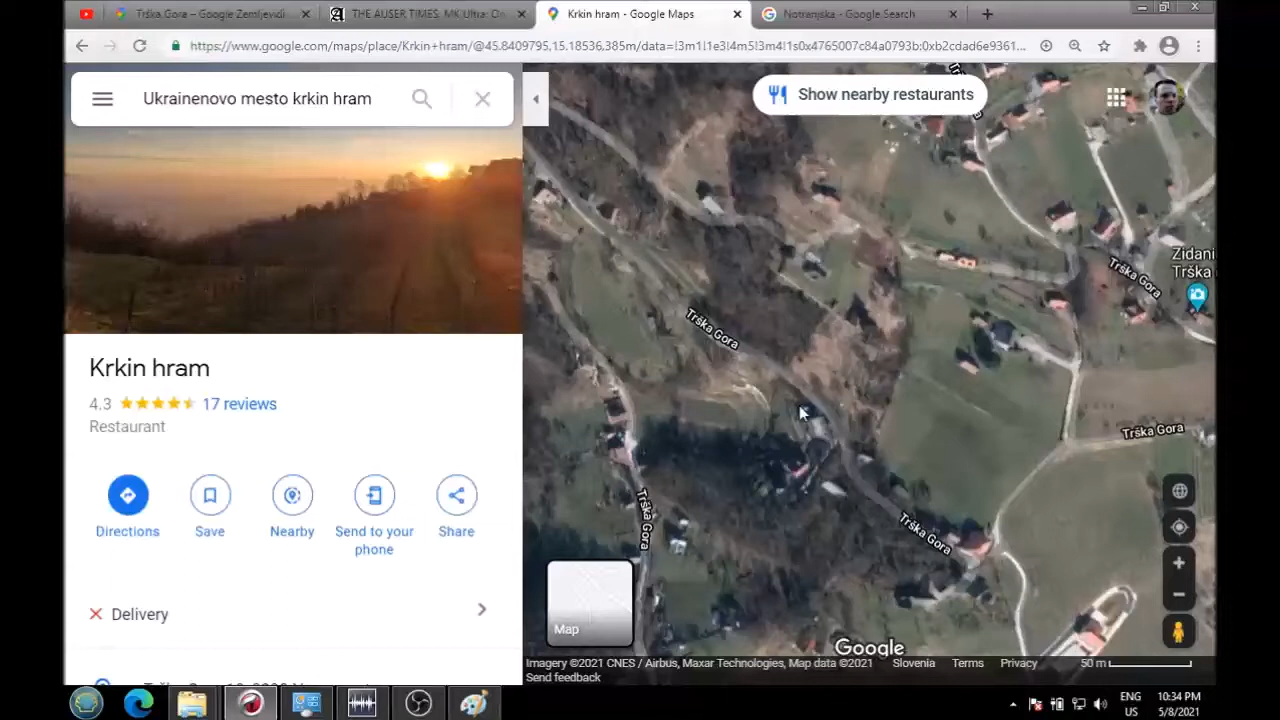 Trška Gora – Google Zemljevidi
THE AUSER TIMES: MK Ultra: On
Krkin hram - Google Maps
Notranjska - Google Search
https://www.google.com/maps/place/Krkin+hram/@45.8409795,15.18536,385m/data=!3m1!1e3!4m5!3m4!1s0x4765007c84a0793b:0xb2cdad6e9361...
Ukrainenovo mesto krkin hram
Show nearby restaurants
Krkin hram
4.3
17 reviews
Restaurant
Directions
Save
Nearby
Send to your
phone
Share
Delivery
Zidani
Trška
Trška Gora
Trška Gora
Trška Gora
Trška Gora
Trška Gora
Map
Google
Imagery ©2021 CNES / Airbus, Maxar Technologies, Map data ©2021
Slovenia
Terms
Privacy
50 m
Send feedback
ENG
US
10:34 PM
5/8/2021